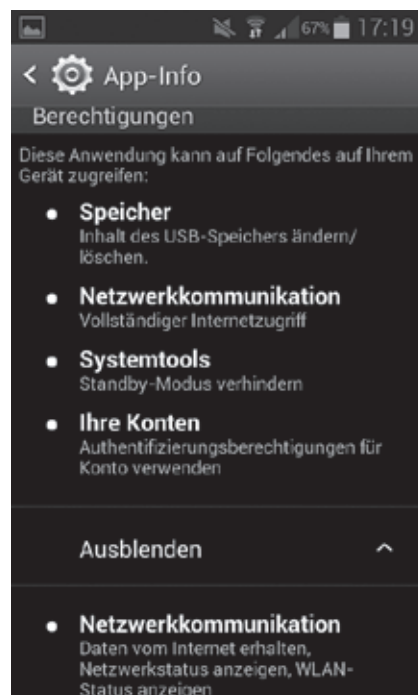 67% 17:19
< App-Info
Berechtigungen
Diese Anwendung kann auf Folgendes auf Ihrem
Gerät zugreifen:
• Speicher
Inhalt des USB-Speichers ändern/
löschen.
• Netzwerkkommunikation
Vollständiger Internetzugriff
• Systemtools
Standby-Modus verhindern
• Ihre Konten
Authentifizierungsberechtigungen für
Konto verwenden
Ausblenden
• Netzwerkkommunikation
Daten vom Internet erhalten,
Netzwerkstatus anzeigen, WLAN-
Status anzeigen